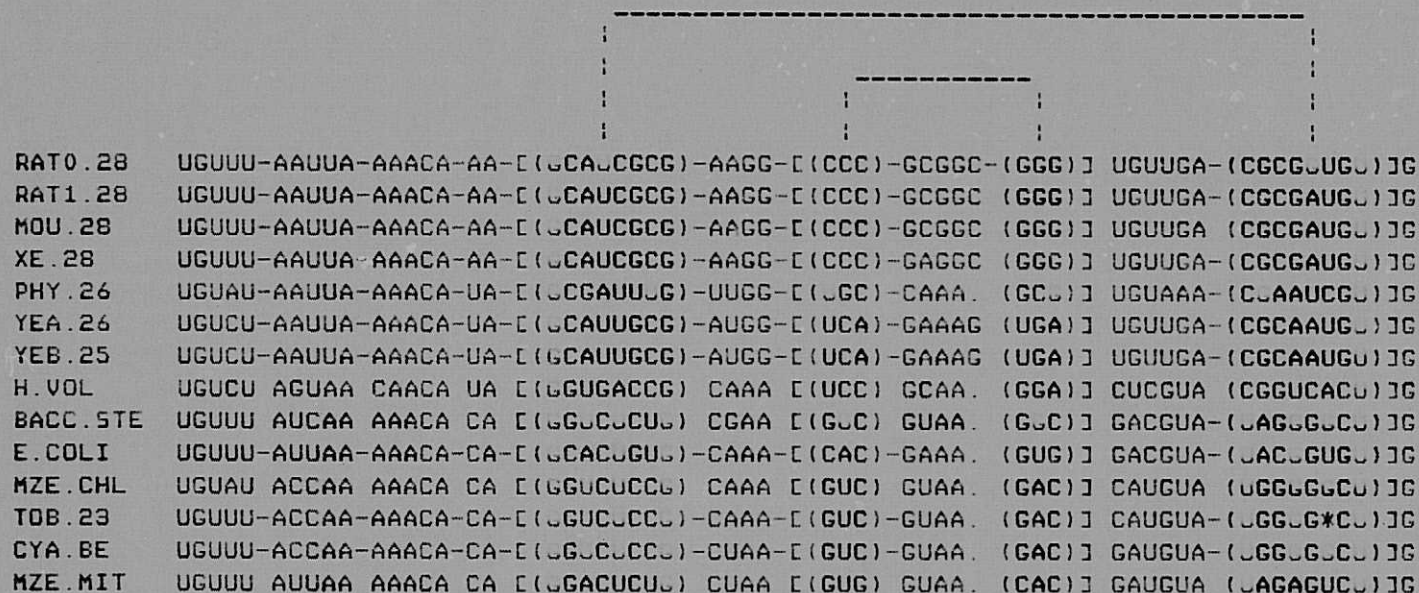 RAT0.28 UGUUU-AAUUA-AAACA-AA-[(ᴗCAᴗCGCG)-AAGG-[(CCC)-GCGGC-(GGG)] UGUUGA-(CGCGᴗUGᴗ)]G
RAT1.28 UGUUU-AAUUA-AAACA-AA-[(ᴗCAUCGCG)-AAGG-[(CCC)-GCGGC (GGG)] UGUUGA-(CGCGAUGᴗ)]G
MOU.28 UGUUU-AAUUA-AAACA-AA-[(ᴗCAUCGCG)-AAGG-[(CCC)-GCGGC (GGG)] UGUUGA (CGCGAUGᴗ)]G
XE.28 UGUUU-AAUUA-AAACA-AA-[(ᴗCAUCGCG)-AAGG-[(CCC)-GAGGC (GGG)] UGUUGA-(CGCGAUGᴗ)]G
PHY.26 UGUAU-AAUUA-AAACA-UA-[(ᴗCGAUUᴗG)-UUGG-[(ᴗGC)-CAAA. (GCᴗ)] UGUAAA-(CᴗAAUCGᴗ)]G
YEA.26 UGUCU-AAUUA-AAACA-UA-[(ᴗCAUUGCG)-AUGG-[(UCA)-GAAAG (UGA)] UGUUGA-(CGCAAUGᴗ)]G
YEB.25 UGUCU-AAUUA-AAACA-UA-[(GCAUUGCG)-AUGG-[(UCA)-GAAAG (UGA)] UGUUGA-(CGCAAUGU)]G
H.VOL UGUCU AGUAA CAACA UA [(GGUGACCG) CAAA [(UCC) GCAA. (GGA)] CUCGUA (CGGUCACU)]G
BACC.STE UGUUU AUCAA AAACA CA [(ᴗGᴗCᴗCUᴗ) CGAA [(GᴗC) GUAA. (GᴗC)] GACGUA-(ᴗAGᴗGᴗCᴗ)]G
E.COLI UGUUU-AUUAA-AAACA-CA-[(ᴗCACᴗGUᴗ)-CAAA-[(CAC)-GAAA. (GUG)] GACGUA-(ᴗACᴗGUGᴗ)]G
MZE.CHL UGUAU ACCAA AAACA CA [(GGUCUCCᴗ) CAAA [(GUC) GUAA. (GAC)] CAUGUA (UGGGGGCU)]G
TOB.23 UGUUU-ACCAA-AAACA-CA-[(ᴗGUCᴗCCᴗ)-CAAA-[(GUC)-GUAA. (GAC)] CAUGUA-(ᴗGGᴗG*Cᴗ)]G
CYA.BE UGUUU-ACCAA-AAACA-CA-[(ᴗGᴗCᴗCCᴗ)-CUAA-[(GUC)-GUAA. (GAC)] GAUGUA-(ᴗGGᴗGᴗCᴗ)]G
MZE.MIT UGUUU AUUAA AAACA CA [(ᴗGACUCUᴗ) CUAA [(GUG) GUAA. (CAC)] GAUGUA (ᴗAGAGUCᴗ)]G